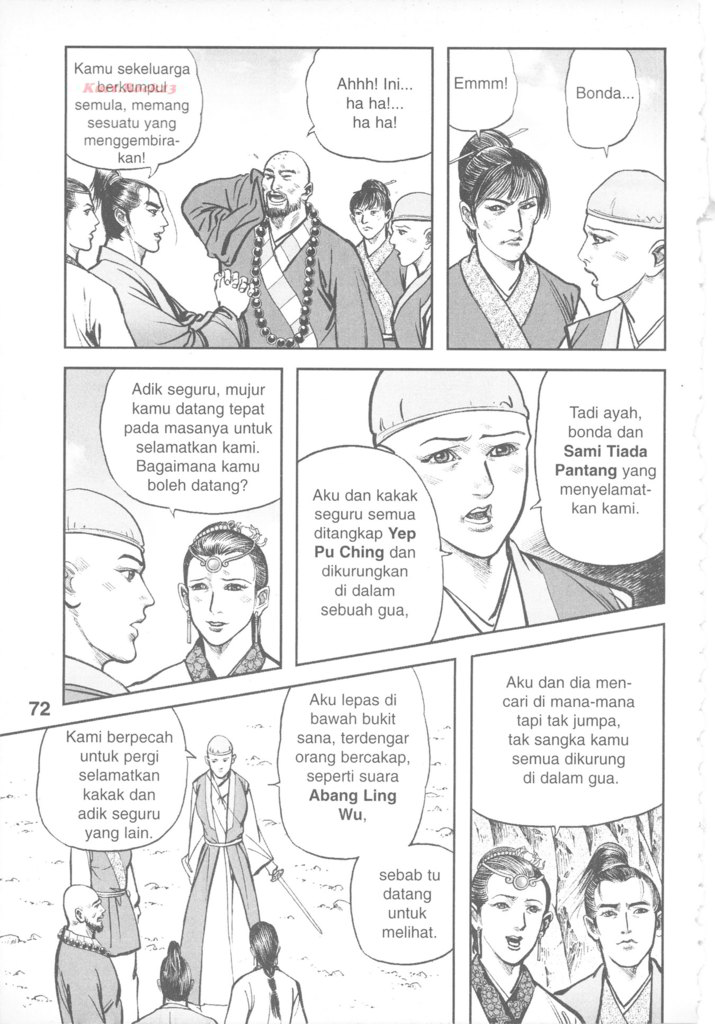 Kamu sekeluarga
berkumpul
semula, memang
sesuatu yang
menggembira-
kan!
Ahhh! Ini...
ha ha!...
ha ha!
Emmm!
Bonda...
Adik seguru, mujur
kamu datang tepat
pada masanya untuk
selamatkan kami.
Bagaimana kamu
boleh datang?
Tadi ayah,
bonda dan
Sami Tiada
Pantang yang
menyelamat-
kan kami.
Aku dan kakak
seguru semua
ditangkap Yep
Pu Ching dan
dikurungkan
di dalam
sebuah gua,
72
Kami berpecah
untuk pergi
selamatkan
kakak dan
adik seguru
yang lain.
Aku lepas di
bawah bukit
sana, terdengar
orang bercakap,
seperti suara
Abang Ling
Wu,
sebab tu
datang
untuk
melihat.
Aku dan dia men-
cari di mana-mana
tapi tak jumpa,
tak sangka kamu
semua dikurung
di dalam gua.